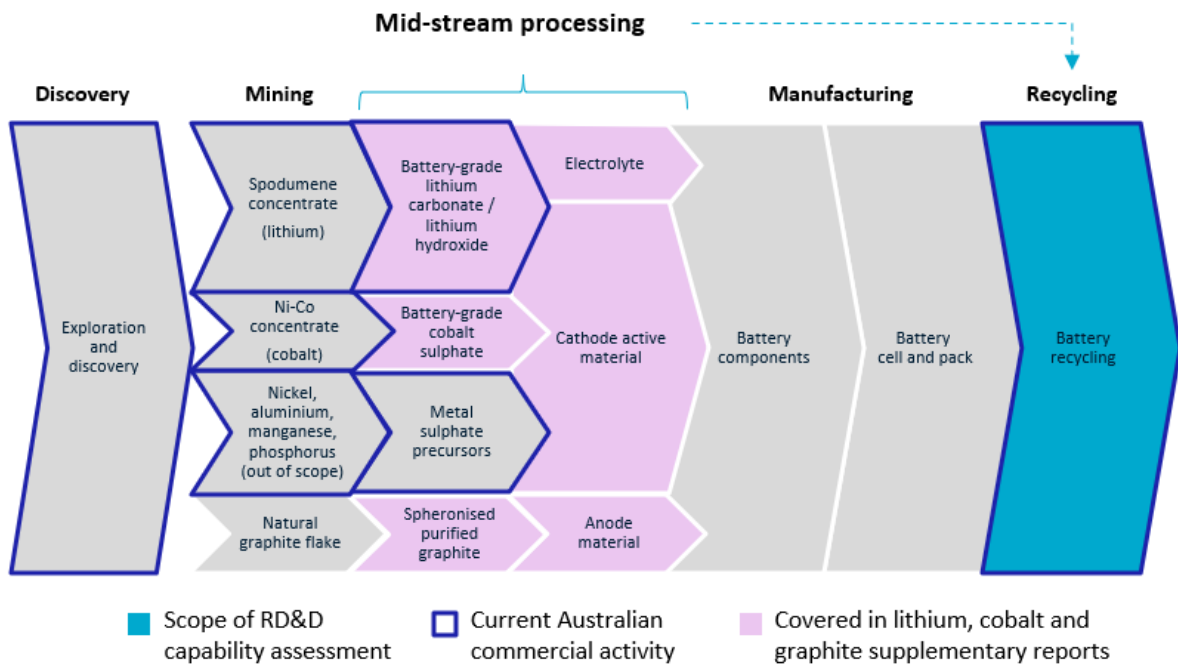 Mid-stream processing
Discovery
Mining
Manufacturing
Recycling
Exploration
and
discovery
Spodumene
concentrate
(lithium)
Ni-Co
concentrate
(cobalt)
Nickel,
aluminium,
manganese,
phosphorus
(out of scope)
Natural
graphite flake
Battery-grade
lithium
carbonate /
lithium
hydroxide
Battery-grade
cobalt
sulphate
Metal
sulphate
precursors
Spheronised
purified
graphite
Electrolyte
Cathode active
material
Anode
material
Battery
components
Battery
cell and pack
Battery
recycling
Scope of RD&D
capability assessment
Current Australian
commercial activity
Covered in lithium, cobalt and
graphite supplementary reports